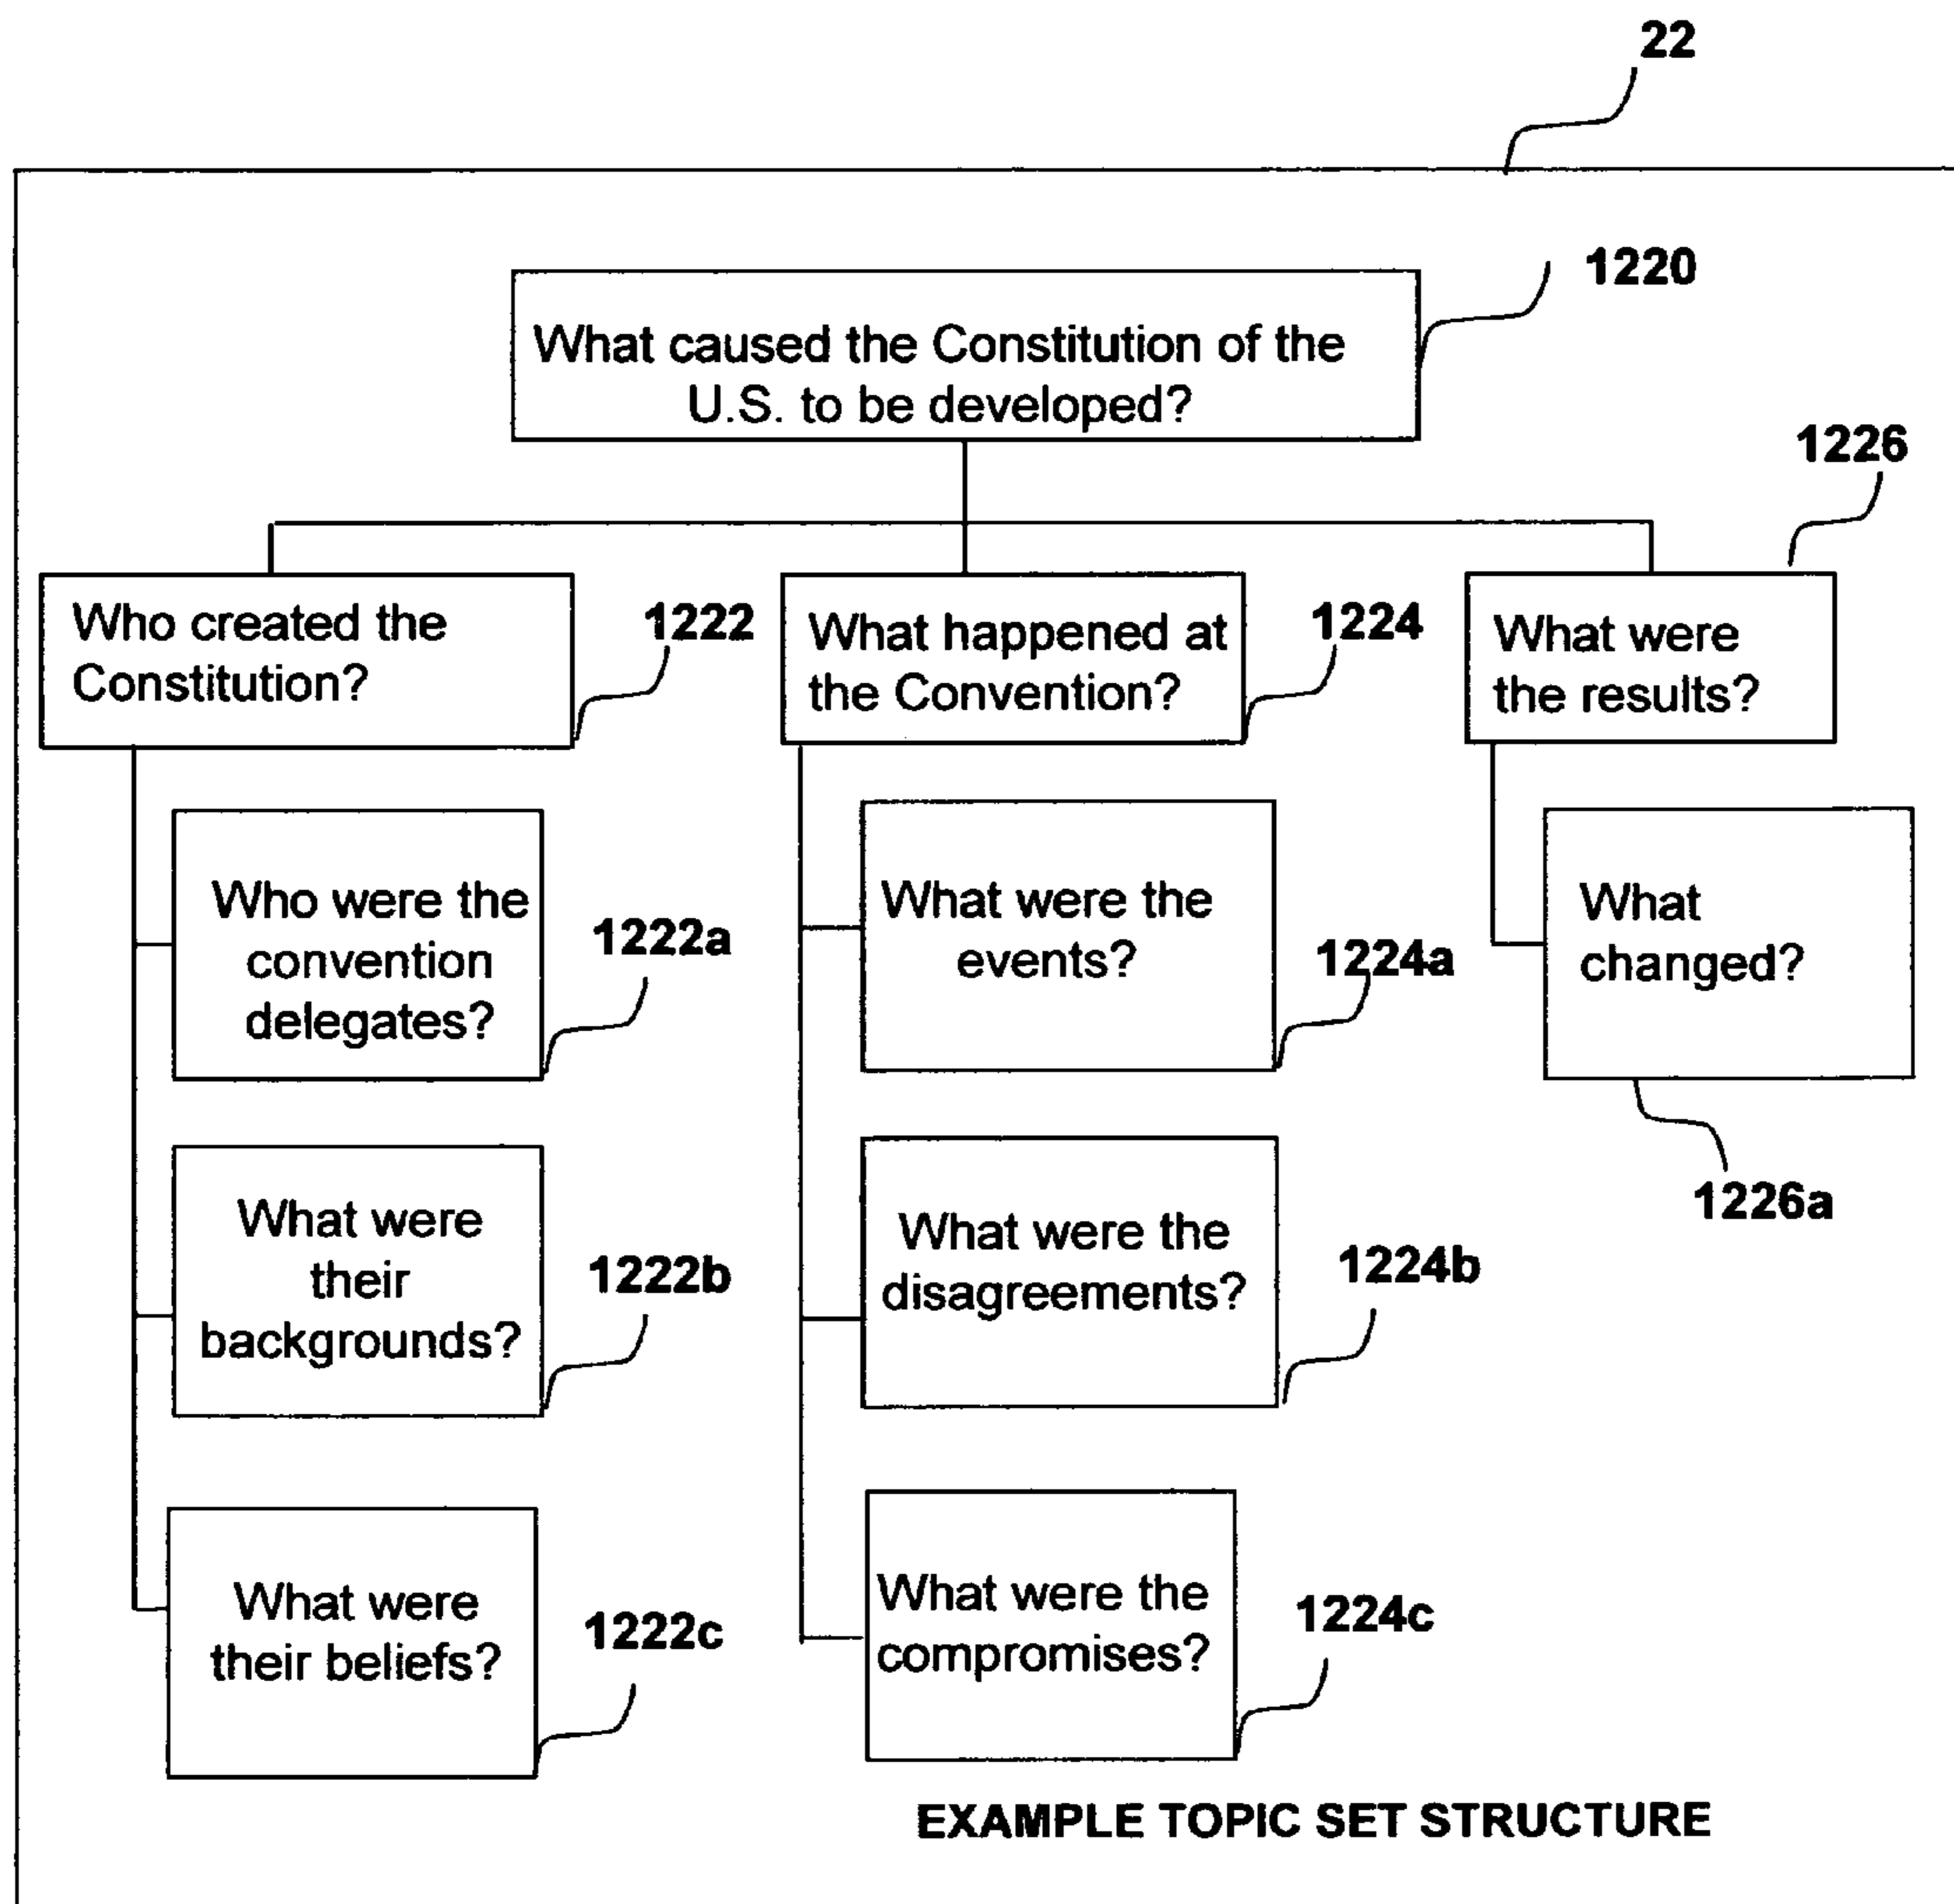 22
1220
What caused the Constitution of the
U.S. to be developed?
1226
Who created the
Constitution?
1222
What happened at
the Convention?
1224
What were
the results?
Who were the
convention
delegates?
1222a
What were the
events?
1224a
What
changed?
1226a
What were
their
backgrounds?
1222b
What were the
disagreements?
1224b
What were
their beliefs?
1222c
What were the
compromises?
1224c
EXAMPLE TOPIC SET STRUCTURE